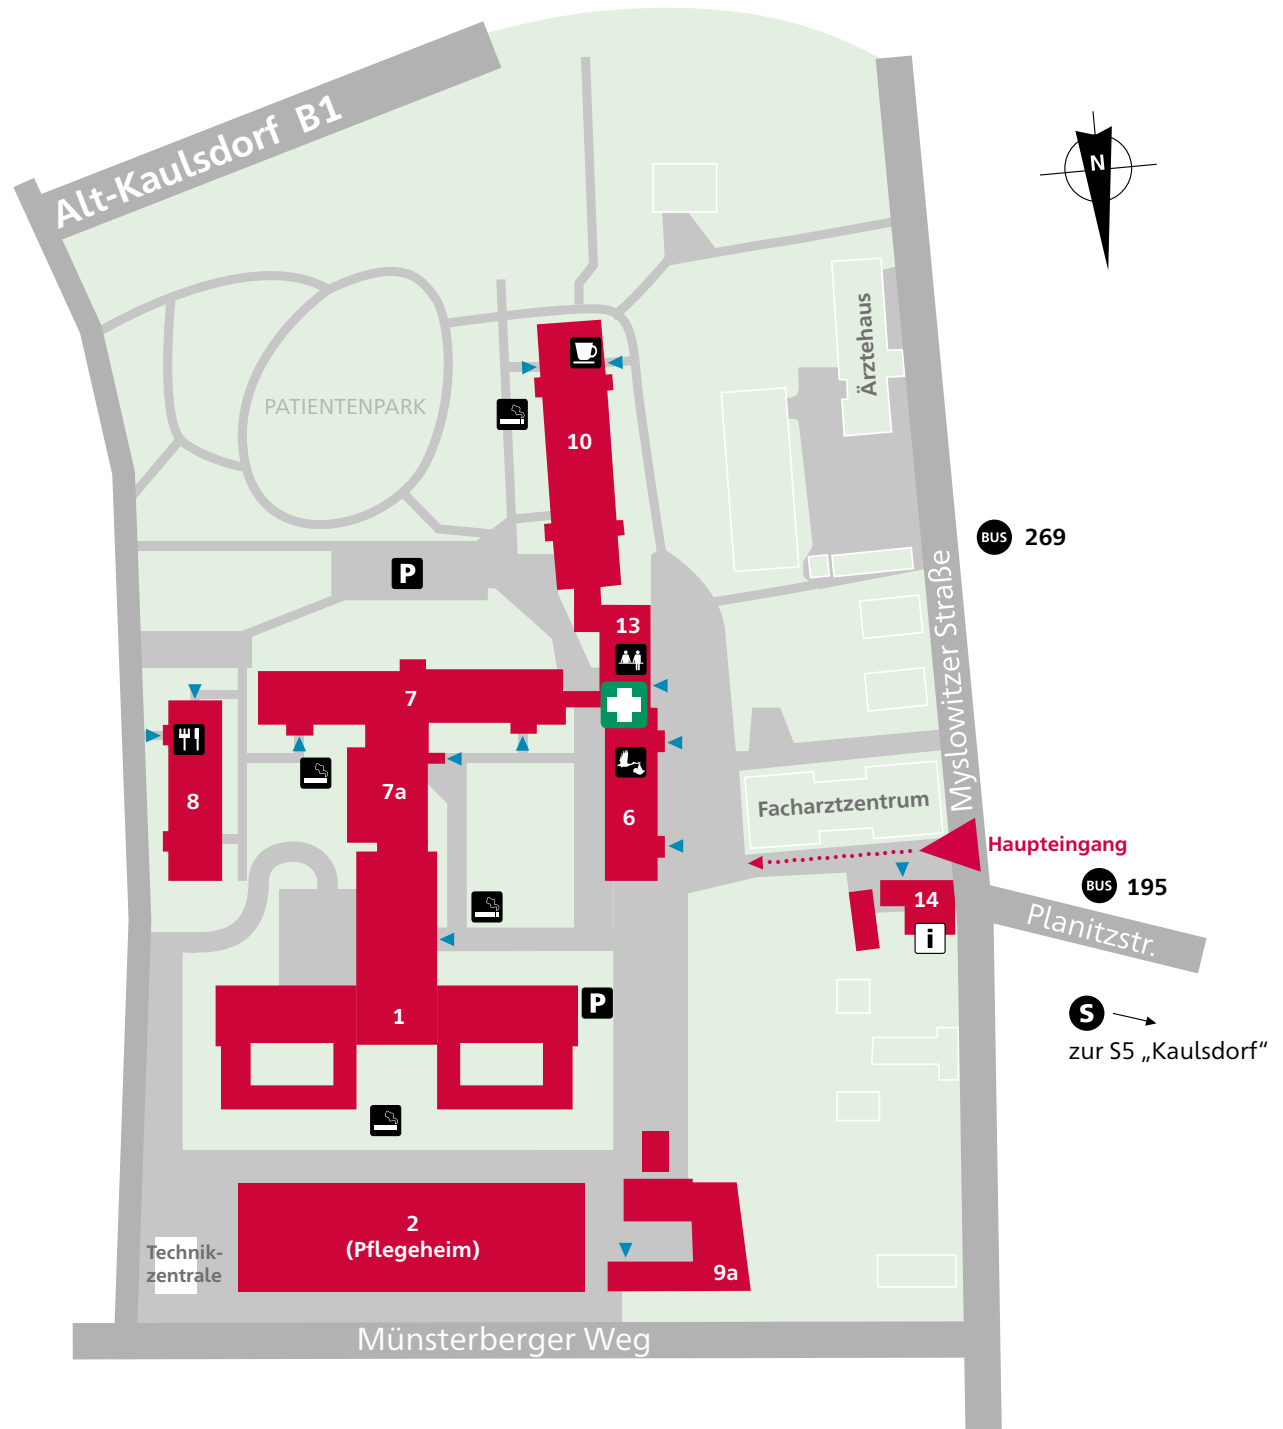 Alt-Kaulsdorf B1
N
Ärztehaus
PATIENTENPARK
10
BUS 269
P
Myslowitzer Straße
13
7
7a
8
6
Facharztzentrum
Haupteingang
BUS 195
14
i
Planitzstr.
P
S
1
zur S5 „Kaulsdorf“
2
(Pflegeheim)
Technik-
zentrale
9a
Münsterberger Weg